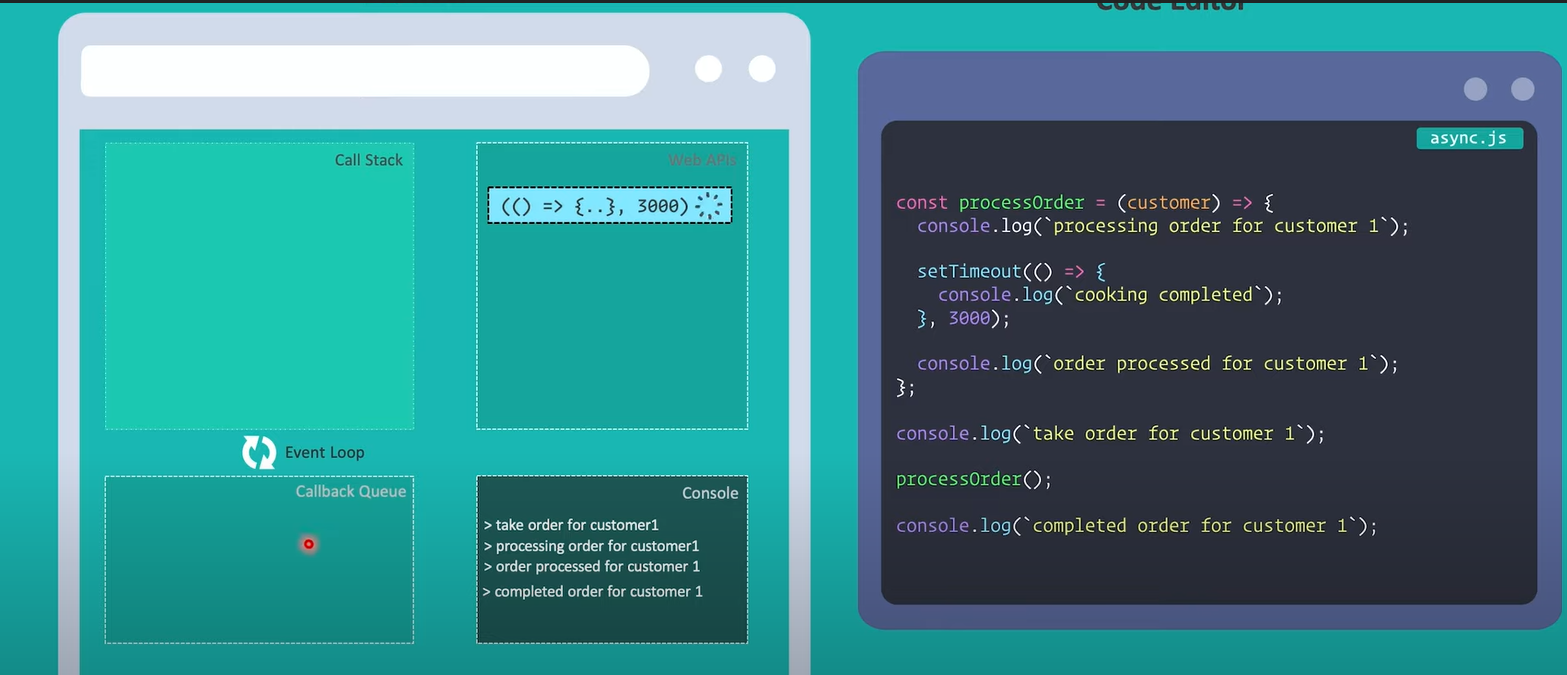 Code Editor
Call Stack
Web APIs
(() => {..}, 3000)
Event Loop
Callback Queue
Console
> take order for customer1
> processing order for customer1
> order processed for customer 1
> completed order for customer 1
async.js
const processOrder = (customer) => {
  console.log(`processing order for customer 1`);
  setTimeout(() => {
    console.log(`cooking completed`);
  }, 3000);
  console.log(`order processed for customer 1`);
};
console.log(`take order for customer 1`);
processOrder();
console.log(`completed order for customer 1`);